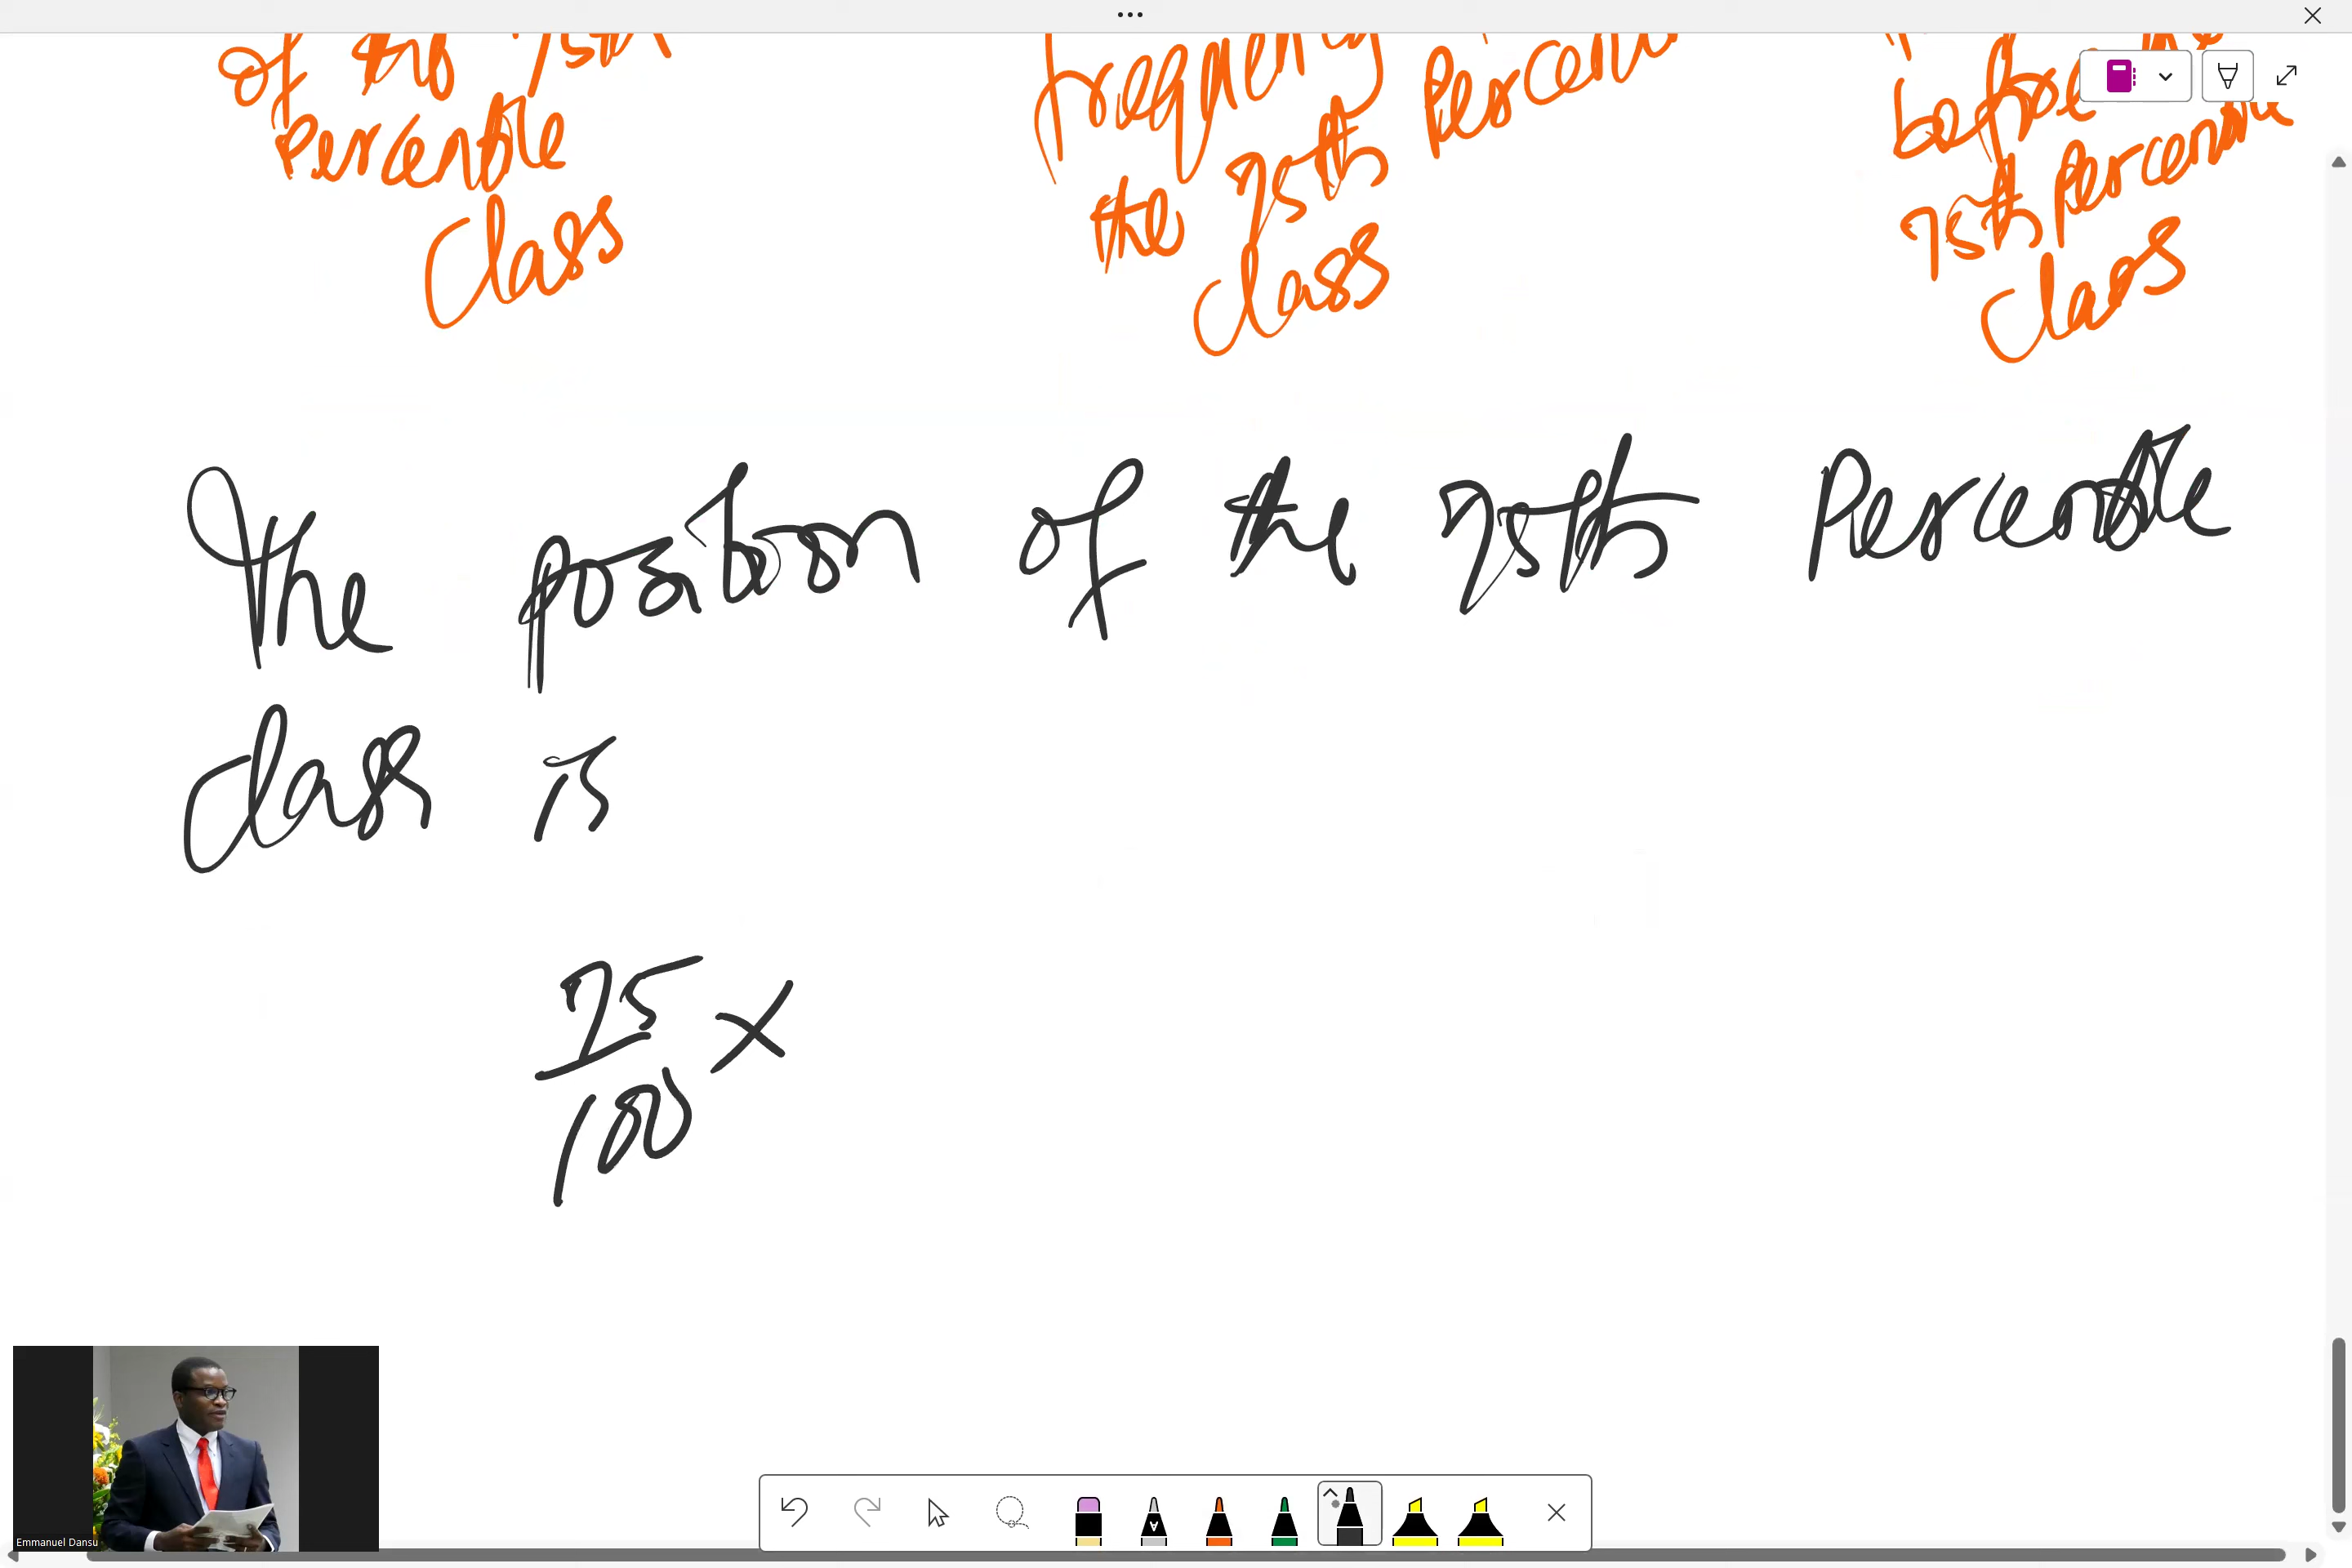 of the 75th
Percentile
Class
frequency
Percentile
the 75th
class
before the
75th percentile
class
The position of the 75th Percentile
class is
75
100
×
Emmanuel Dansu